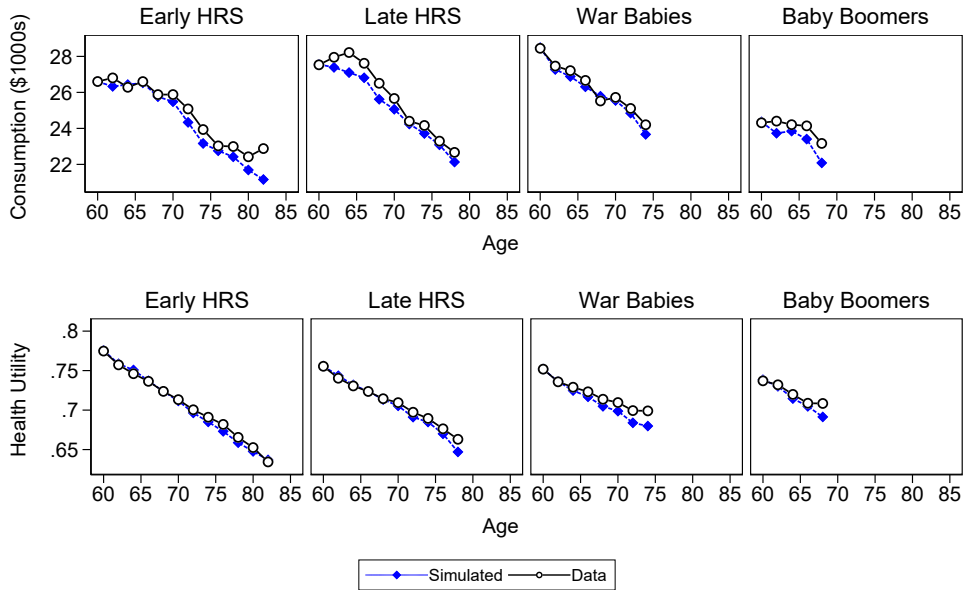 Early HRS
Late HRS
War Babies
Baby Boomers
Consumption ($1000s)
28
26
24
22
60 65 70 75 80 85
60 65 70 75 80 85
60 65 70 75 80 85
60 65 70 75 80 85
Age
Early HRS
Late HRS
War Babies
Baby Boomers
Health Utility
.8
.75
.7
.65
60 65 70 75 80 85
60 65 70 75 80 85
60 65 70 75 80 85
60 65 70 75 80 85
Age
Simulated
Data